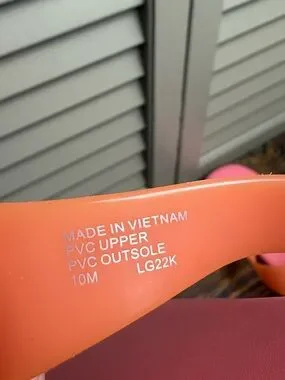 MADE IN VIETNAM
PVC UPPER
PVC OUTSOLE
10M LG22K